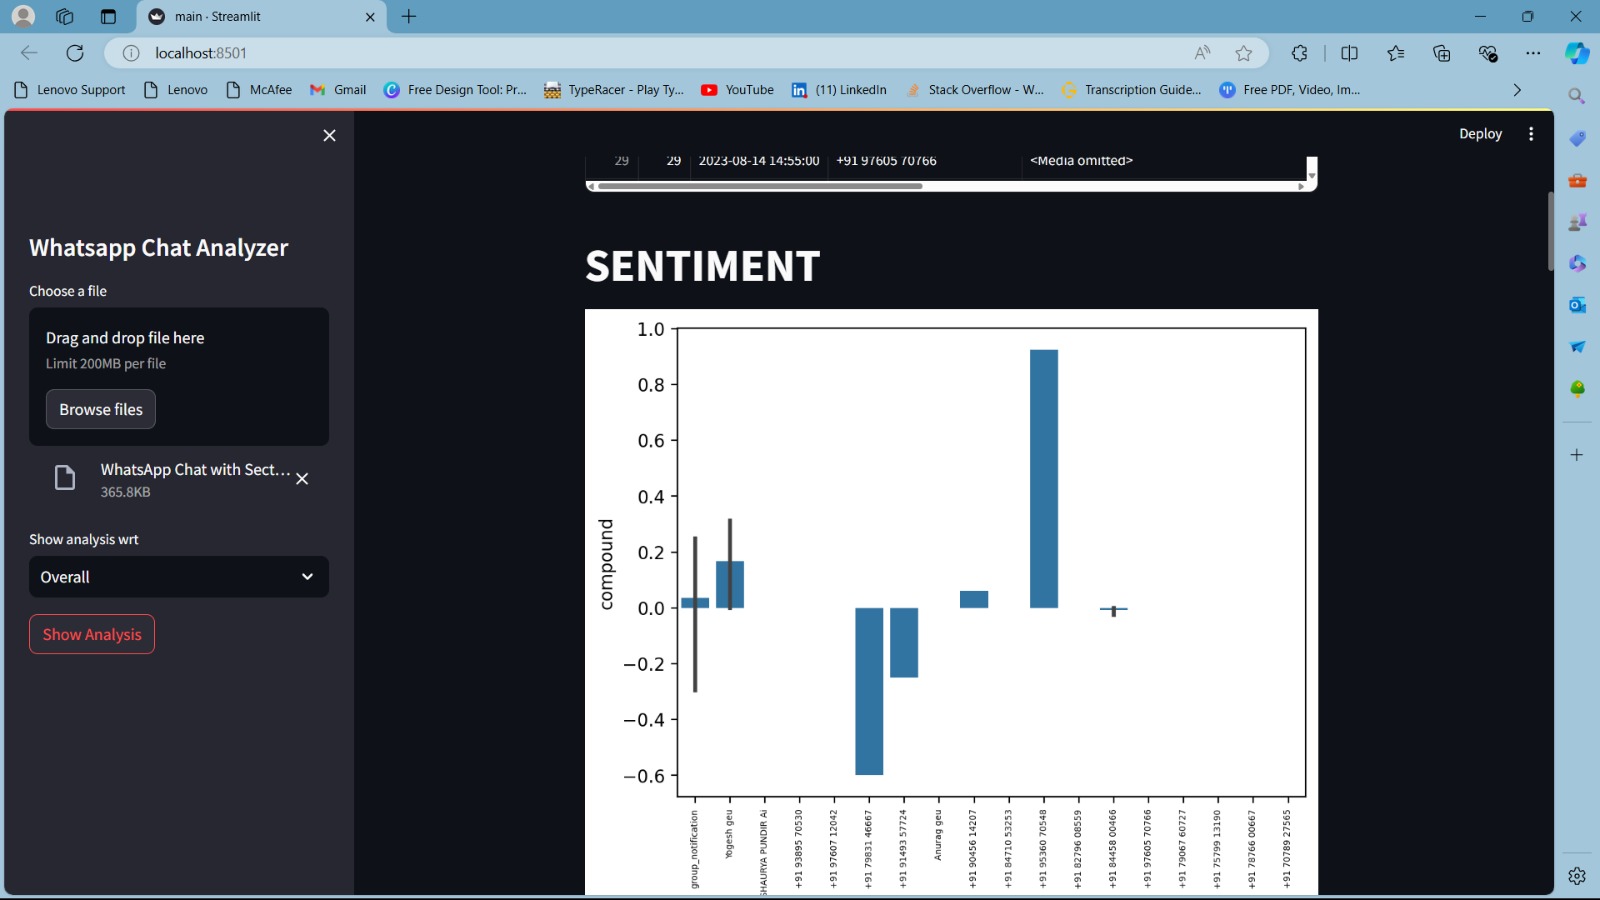 main · Streamlit
localhost:8501
Lenovo Support
Lenovo
McAfee
Gmail
Free Design Tool: Pr...
TypeRacer - Play Ty...
YouTube
(11) LinkedIn
Stack Overflow - W...
Transcription Guide...
Free PDF, Video, Im...
Deploy
29 29 2023-08-14 14:55:00 +91 97605 70766 <Media omitted>
Whatsapp Chat Analyzer
Choose a file
Drag and drop file here
Limit 200MB per file
Browse files
WhatsApp Chat with Sect...
365.8KB
Show analysis wrt
Overall
Show Analysis
SENTIMENT
compound
1.0
0.8
0.6
0.4
0.2
0.0
−0.2
−0.4
−0.6
group_notification
Yogesh geu
SHAURYA PUNDIR Ai
+91 93895 70530
+91 97607 12042
+91 79831 46667
+91 91493 57724
Anurag geu
+91 90456 14207
+91 84710 53253
+91 95360 70548
+91 82796 08559
+91 84458 00466
+91 97605 70766
+91 79067 60727
+91 75799 13190
+91 78766 00667
+91 70789 27565